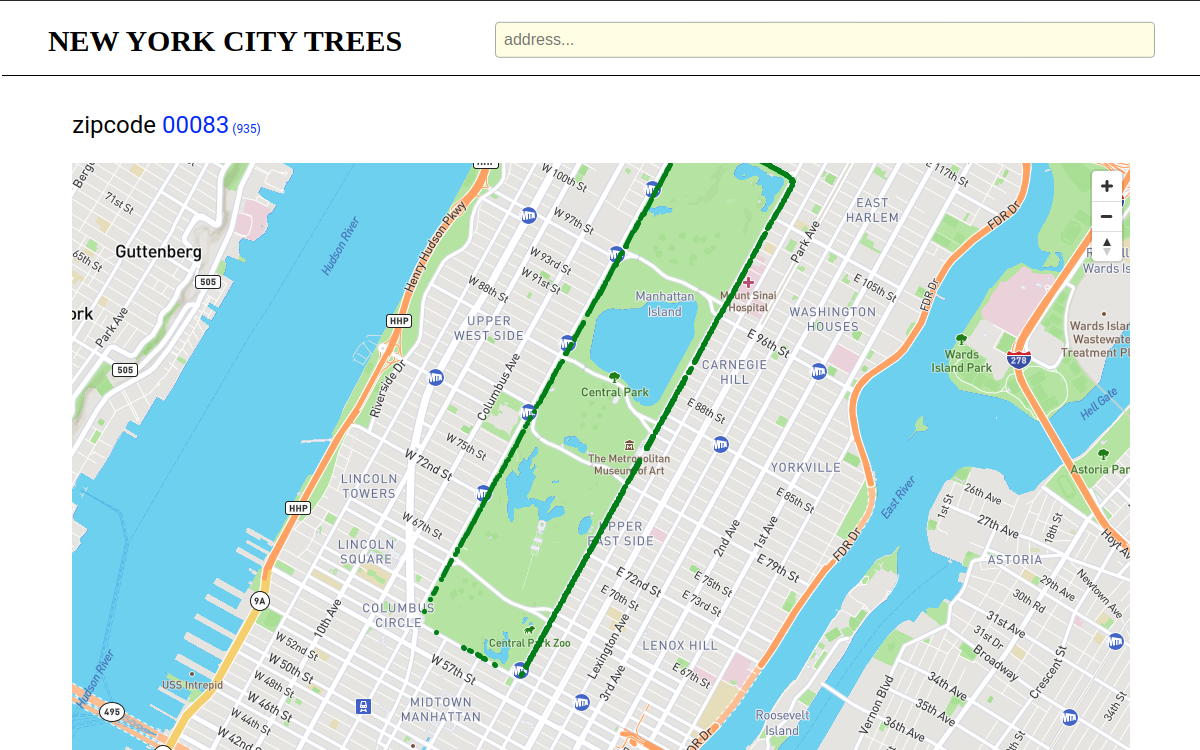 NEW YORK CITY TREES
address...
zipcode 00083 (935)
W 100th St
E 117th St
71st St
EAST
HARLEM
W 97th St
FDR Dr
Hudson River
Henry Hudson Pkwy
Park Ave
Guttenberg
505
65th St
W 93rd St
W 91st St
Wards Is
E 105th St
Mount Sinai
Hospital
Manhattan
Island
W 88th St
FDR Dr
HHP
UPPER
WEST SIDE
WASHINGTON
HOUSES
Park Ave
Wards Islan
Wastewate
Treatment Pl
E 96th St
278
Wards
Island Park
505
Riverside Dr
Columbus Ave
CARNEGIE
HILL
Central Park
Hell Gate
E 88th St
W 75th St
The Metropolitan
Museum of Art
W 72nd St
YORKVILLE
Astoria Par
LINCOLN
TOWERS
E 85th St
East River
26th Ave
1st St
HHP
W 67th St
UPPER
EAST SIDE
2nd Ave
1st Ave
27th Ave
18th St
FDR Dr
Hoyt Av
LINCOLN
SQUARE
E 79th St
ASTORIA
E 72nd St
E 75th St
E 70th St
E 73rd St
29th Ave
Newtown Ave
30th Rd
9A
10th Ave
COLUMBUS
CIRCLE
31st Ave
31st Dr
Broadway
W 52nd St
Central Park Zoo
Lexington Ave
LENOX HILL
W 50th St
W 57th St
E 67th St
Crescent St
Hudson River
USS Intrepid
W 48th St
W 46th St
3rd Ave
34th Ave
35th Ave
36th Ave
Vernon Blvd
34th St
495
MIDTOWN
MANHATTAN
W 44th St
W 42nd
Roosevelt
Island
DR Dr